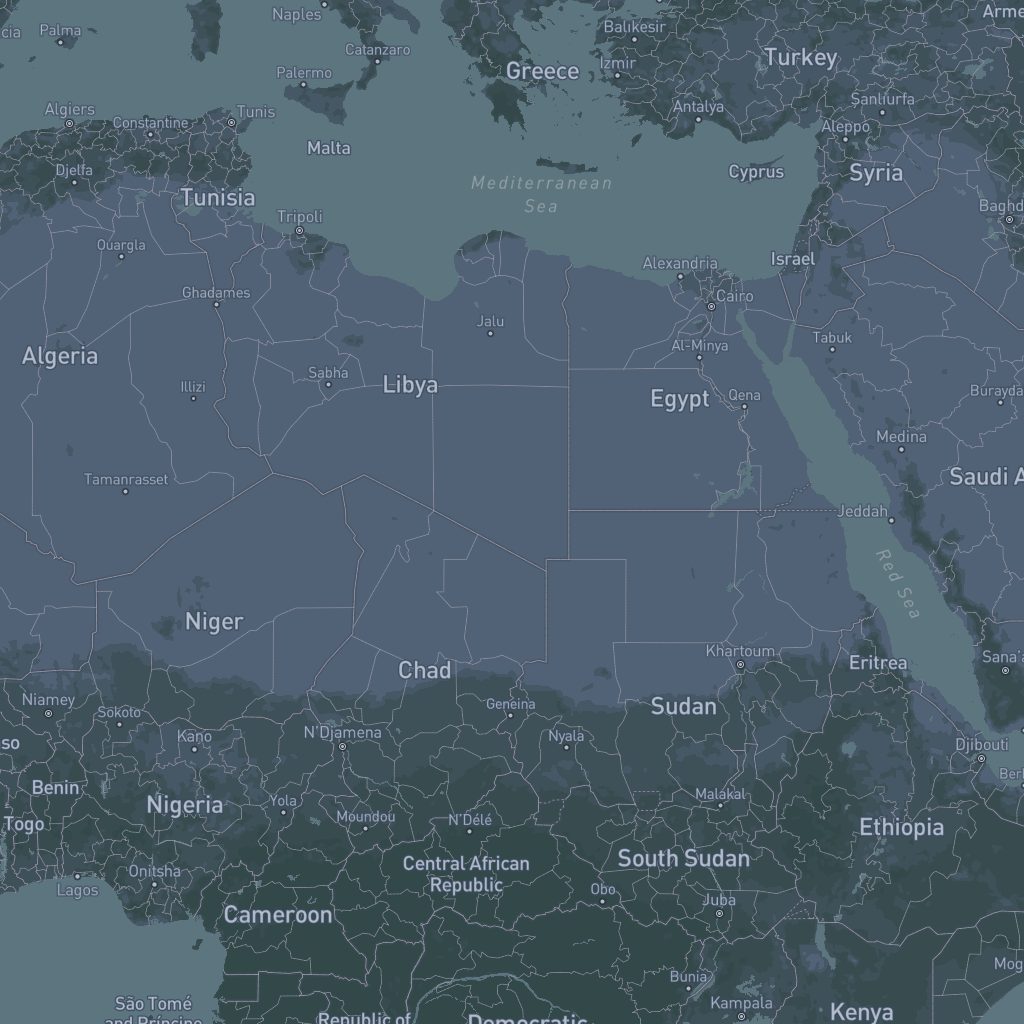 Naples
Palma
cia
Catanzaro
Balıkesir
Arme
Turkey
Greece
Izmir
Palermo
Algiers
Constantine
Tunis
Antalya
Sanlıurfa
Aleppo
Malta
Djelfa
Cyprus
Syria
Mediterranean
Sea
Tunisia
Tripoli
Baghd
Ouargla
Israel
Alexandria
Ghadames
Cairo
Jalu
Tabuk
Al-Minya
Algeria
Sabha
Libya
Illizi
Egypt
Qena
Burayda
Medina
Tamanrasset
Saudi A
Jeddah
Red Sea
Niger
Khartoum
Eritrea
Sana'a
Chad
Niamey
Sokoto
Geneina
Sudan
Kano
N'Djamena
Nyala
so
Djibouti
Ber
Benin
Nigeria
Yola
Moundou
N'Délé
Malakal
Togo
Ethiopia
Central African
Republic
South Sudan
Onitsha
Lagos
Obo
Juba
Cameroon
Mog
Bunia
São Tomé
and Príncipe
Kampala
Kenya
Republic of
Democratic